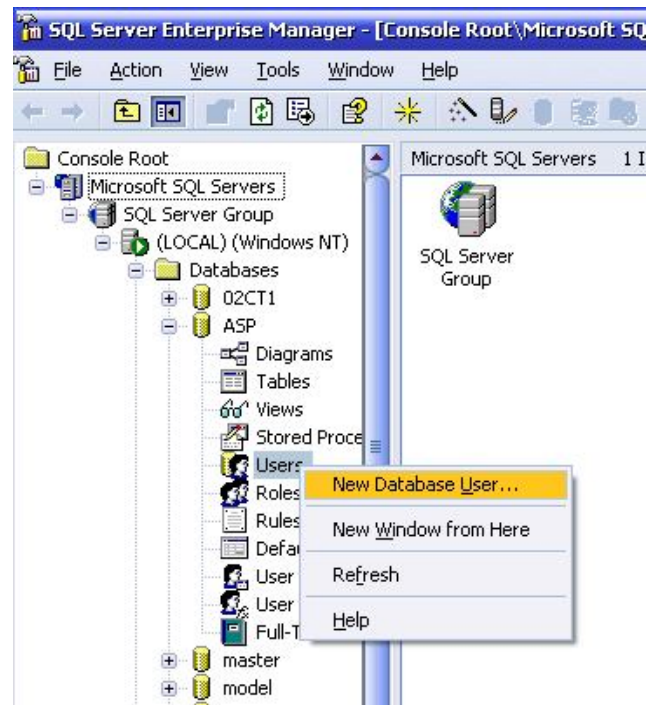 SQL Server Enterprise Manager - [Console Root\Microsoft SQ
File Action View Tools Window Help
Console Root
Microsoft SQL Servers
SQL Server Group
(LOCAL) (Windows NT)
Databases
02CT1
ASP
Diagrams
Tables
Views
Stored Proce
Users
Roles
Rules
Defau
User
User
Full-T
master
model
Microsoft SQL Servers 1 I
SQL Server
Group
New Database User...
New Window from Here
Refresh
Help